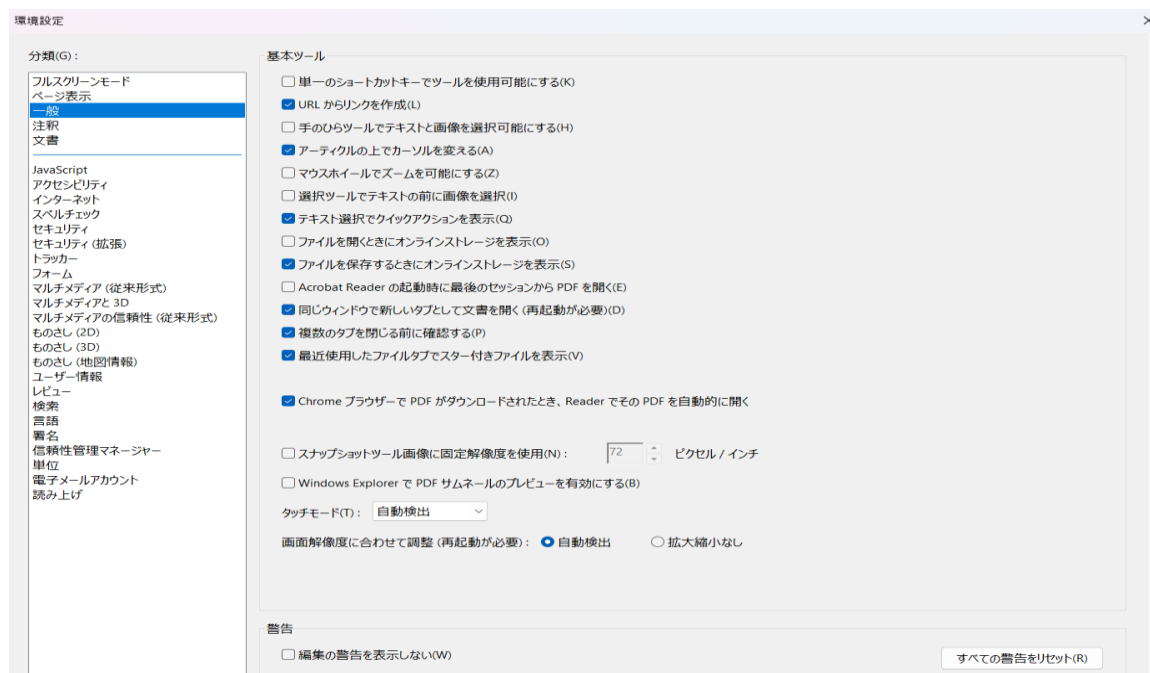 環境設定
分類(G)：
フルスクリーンモード
ページ表示
一般
注釈
文書
JavaScript
アクセシビリティ
インターネット
スペルチェック
セキュリティ
セキュリティ (拡張)
トラッカー
フォーム
マルチメディア (従来形式)
マルチメディアと 3D
マルチメディアの信頼性 (従来形式)
ものさし (2D)
ものさし (3D)
ものさし (地図情報)
ユーザー情報
レビュー
検索
言語
署名
信頼性管理マネージャー
単位
電子メールアカウント
読み上げ
基本ツール
単一のショートカットキーでツールを使用可能にする(K)
URL からリンクを作成(L)
手のひらツールでテキストと画像を選択可能にする(H)
アーティクルの上でカーソルを変える(A)
マウスホイールでズームを可能にする(Z)
選択ツールでテキストの前に画像を選択(I)
テキスト選択でクイックアクションを表示(Q)
ファイルを開くときにオンラインストレージを表示(O)
ファイルを保存するときにオンラインストレージを表示(S)
Acrobat Reader の起動時に最後のセッションから PDF を開く(E)
同じウィンドウで新しいタブとして文書を開く (再起動が必要)(D)
複数のタブを閉じる前に確認する(P)
最近使用したファイルタブでスター付きファイルを表示(V)
Chrome ブラウザーで PDF がダウンロードされたとき、Reader でその PDF を自動的に開く
スナップショットツール画像に固定解像度を使用(N)： 72 ピクセル / インチ
Windows Explorer で PDF サムネールのプレビューを有効にする(B)
タッチモード(T)： 自動検出
画面解像度に合わせて調整 (再起動が必要)： 自動検出 拡大縮小なし
警告
編集の警告を表示しない(W)
すべての警告をリセット(R)